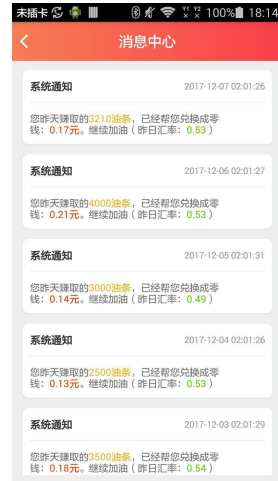 未插卡 100% 18:14
消息中心
系统通知 2017-12-07 02:01:26
您昨天赚取的3210油条，已经帮您兑换成零
钱：0.17元。继续加油（昨日汇率：0.53）
系统通知 2017-12-06 02:01:27
您昨天赚取的4000油条，已经帮您兑换成零
钱：0.21元。继续加油（昨日汇率：0.53）
系统通知 2017-12-05 02:01:31
您昨天赚取的3000油条，已经帮您兑换成零
钱：0.14元。继续加油（昨日汇率：0.49）
系统通知 2017-12-04 02:01:26
您昨天赚取的2500油条，已经帮您兑换成零
钱：0.13元。继续加油（昨日汇率：0.53）
系统通知 2017-12-03 02:01:29
您昨天赚取的3500油条，已经帮您兑换成零
钱：0.18元。继续加油（昨日汇率：0.54）